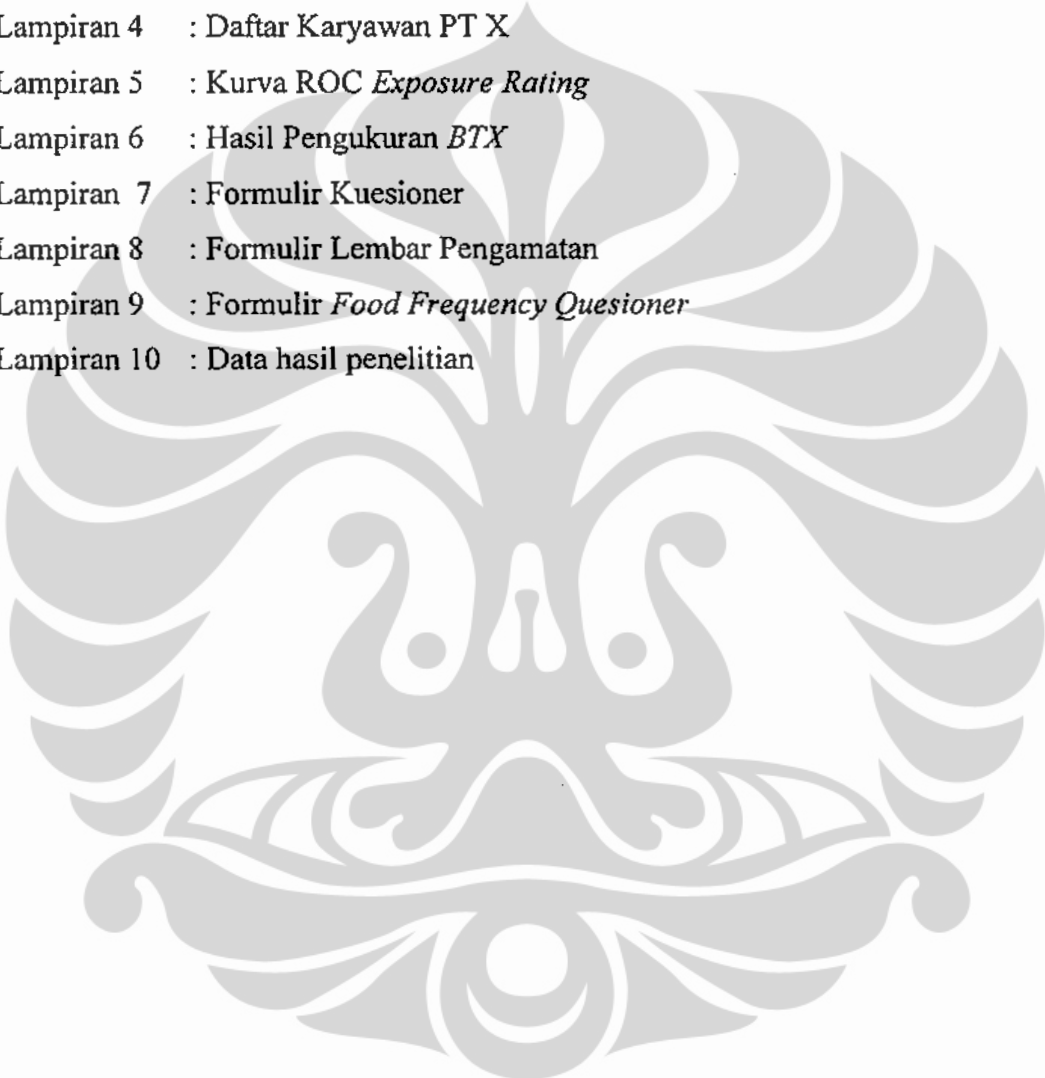 Lampiran 4 : Daftar Karyawan PT X
Lampiran 5 : Kurva ROC Exposure Rating
Lampiran 6 : Hasil Pengukuran BTX
Lampiran 7 : Formulir Kuesioner
Lampiran 8 : Formulir Lembar Pengamatan
Lampiran 9 : Formulir Food Frequency Quesioner
Lampiran 10 : Data hasil penelitian